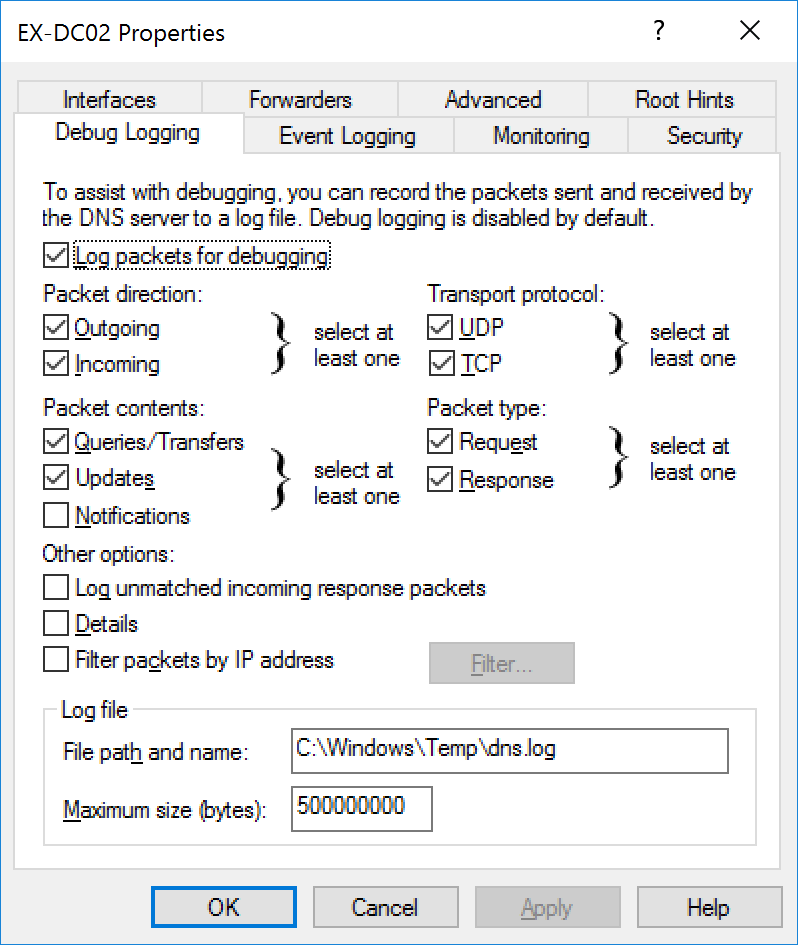 EX-DC02 Properties
?
Interfaces Forwarders Advanced Root Hints
Debug Logging Event Logging Monitoring Security
To assist with debugging, you can record the packets sent and received by
the DNS server to a log file. Debug logging is disabled by default.
Log packets for debugging
Packet direction:
Outgoing
Incoming
select at
least one
Transport protocol:
UDP
TCP
select at
least one
Packet contents:
Queries/Transfers
Updates
Notifications
select at
least one
Packet type:
Request
Response
select at
least one
Other options:
Log unmatched incoming response packets
Details
Filter packets by IP address
Filter...
Log file
File path and name: C:\Windows\Temp\dns.log
Maximum size (bytes): 500000000
OK Cancel Apply Help